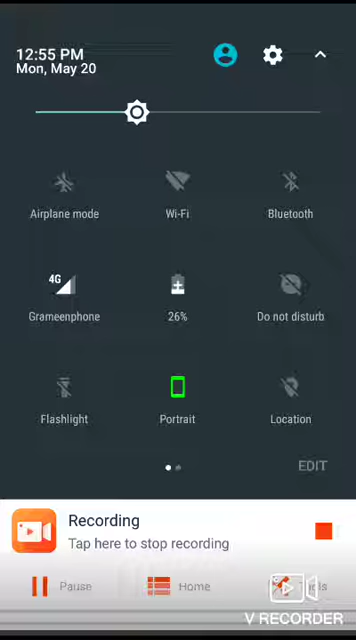 12:55 PM
Mon, May 20
Airplane mode
Wi-Fi
Bluetooth
4G
Grameenphone
26%
Do not disturb
Flashlight
Portrait
Location
EDIT
Recording
Tap here to stop recording
Pause
Home
V RECORDER